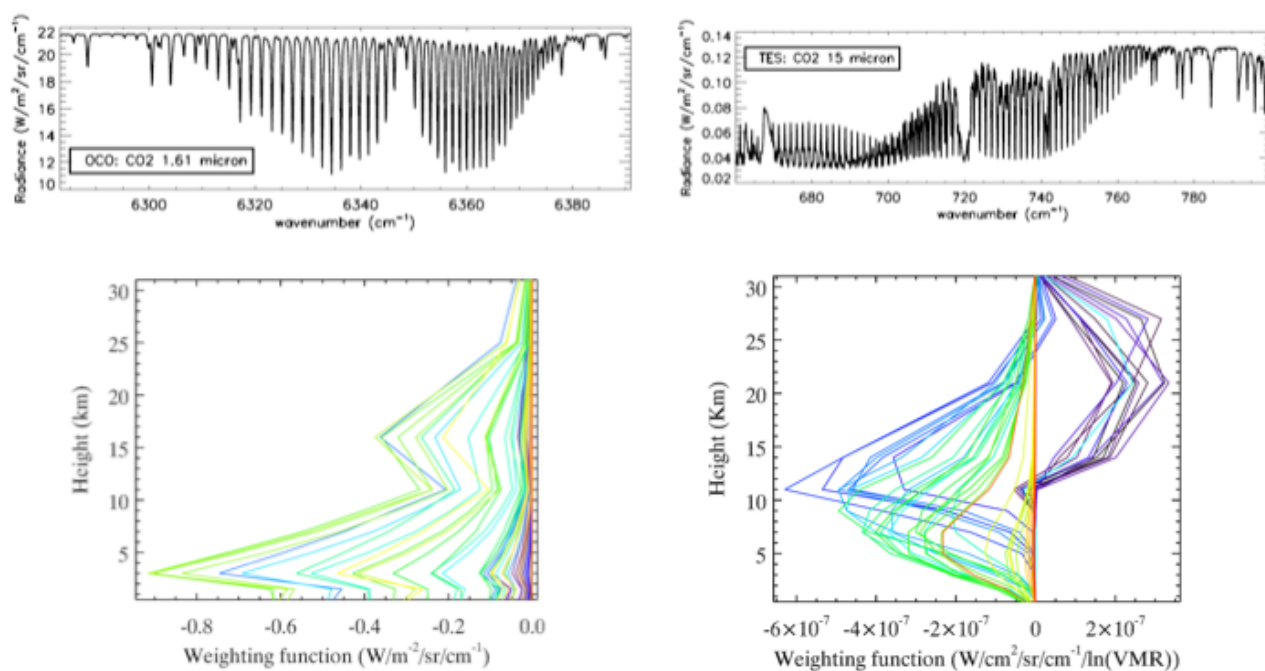 22
20
18
16
14
12
10
Radiance (W/m²/sr/cm⁻¹)
OCO: CO2 1.61 micron
6300 6320 6340 6360 6380
wavenumber (cm⁻¹)
0.14
0.12
0.10
0.08
0.06
0.04
0.02
Radiance (W/m²/sr/cm⁻¹)
TES: CO2 15 micron
680 700 720 740 760 780
wavenumber (cm⁻¹)
30
25
20
15
10
5
Height (km)
-0.8 -0.6 -0.4 -0.2 0.0
Weighting function (W/m⁻²/sr/cm⁻¹)
30
25
20
15
10
5
Height (Km)
-6×10⁻⁷ -4×10⁻⁷ -2×10⁻⁷ 0 2×10⁻⁷
Weighting function (W/cm²/sr/cm⁻¹/ln(VMR))